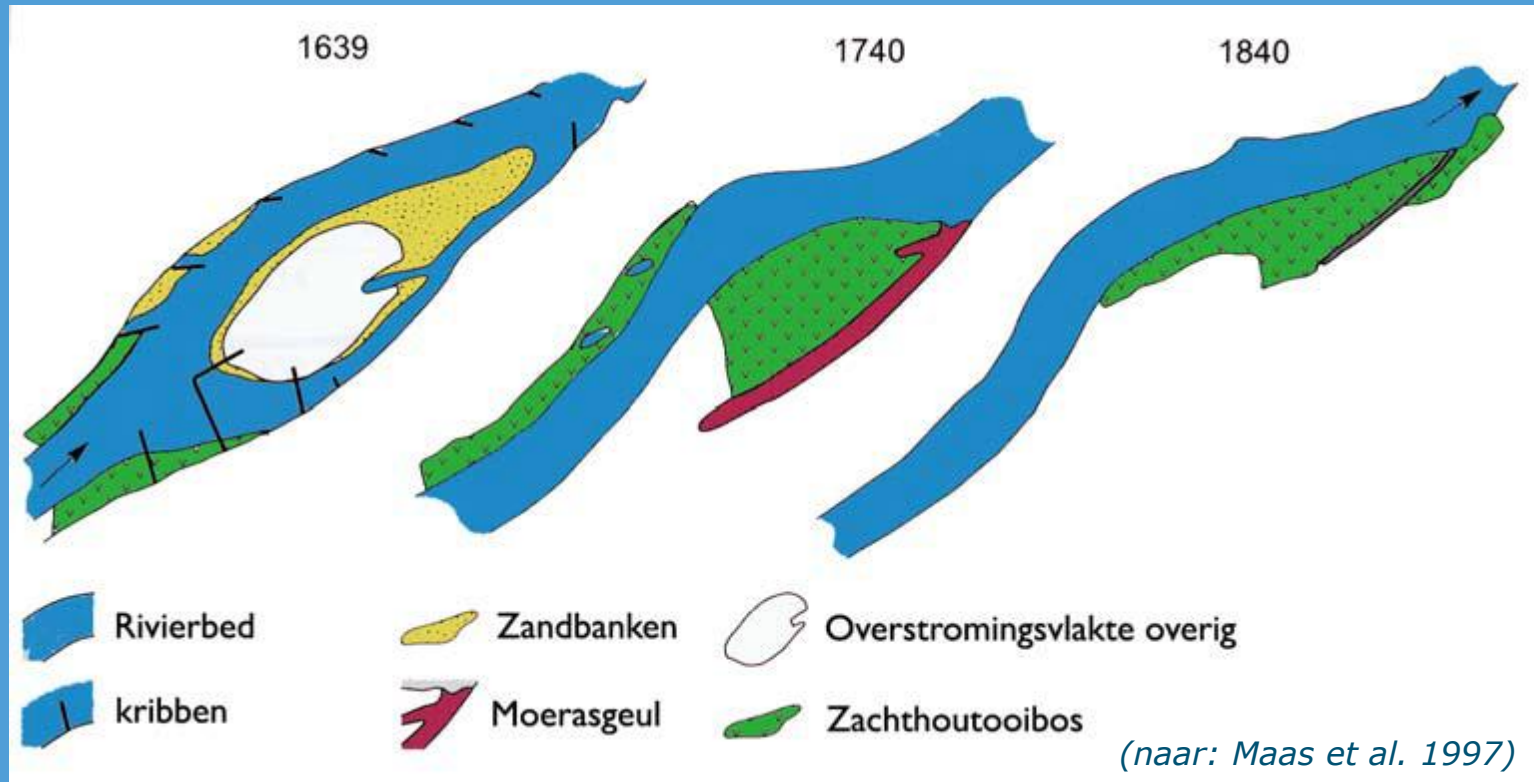 1639
1740
1840
Rivierbed
Zandbanken
Overstromingsvlakte overig
kribben
Moerasgeul
Zachthoutooibos
(naar: Maas et al. 1997)